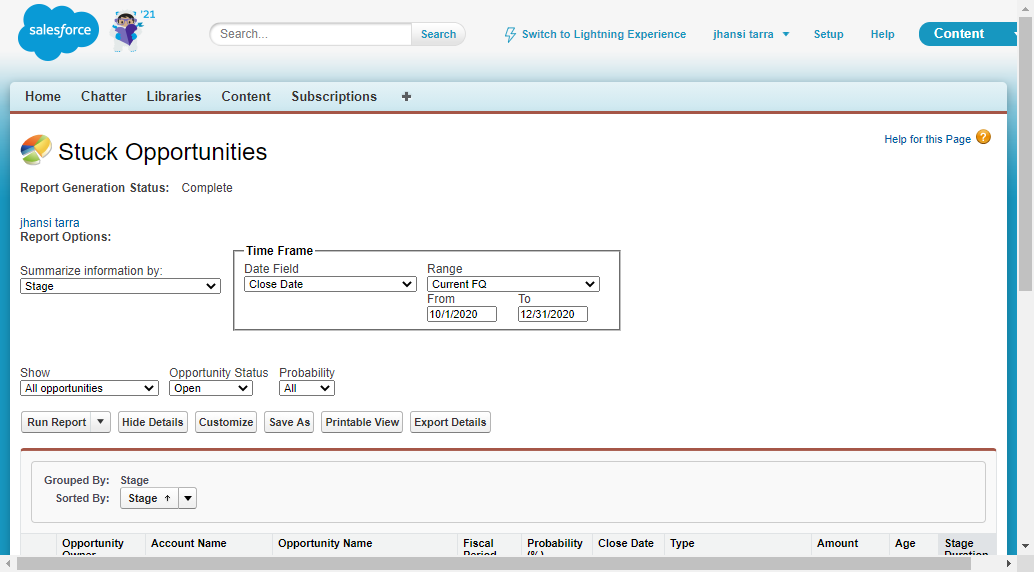 salesforce '21 Search... Search Switch to Lightning Experience jhansi tarra Setup Help Content
Home Chatter Libraries Content Subscriptions +
Help for this Page ?
Stuck Opportunities
Report Generation Status: Complete
jhansi tarra
Report Options:
Time Frame
Summarize information by: Date Field Range
Stage Close Date Current FQ
From To
10/1/2020 12/31/2020
Show Opportunity Status Probability
All opportunities Open All
Run Report Hide Details Customize Save As Printable View Export Details
Grouped By: Stage
Sorted By: Stage ↑
Opportunity Owner Account Name Opportunity Name Fiscal Period Probability (%) Close Date Type Amount Age Stage Duration